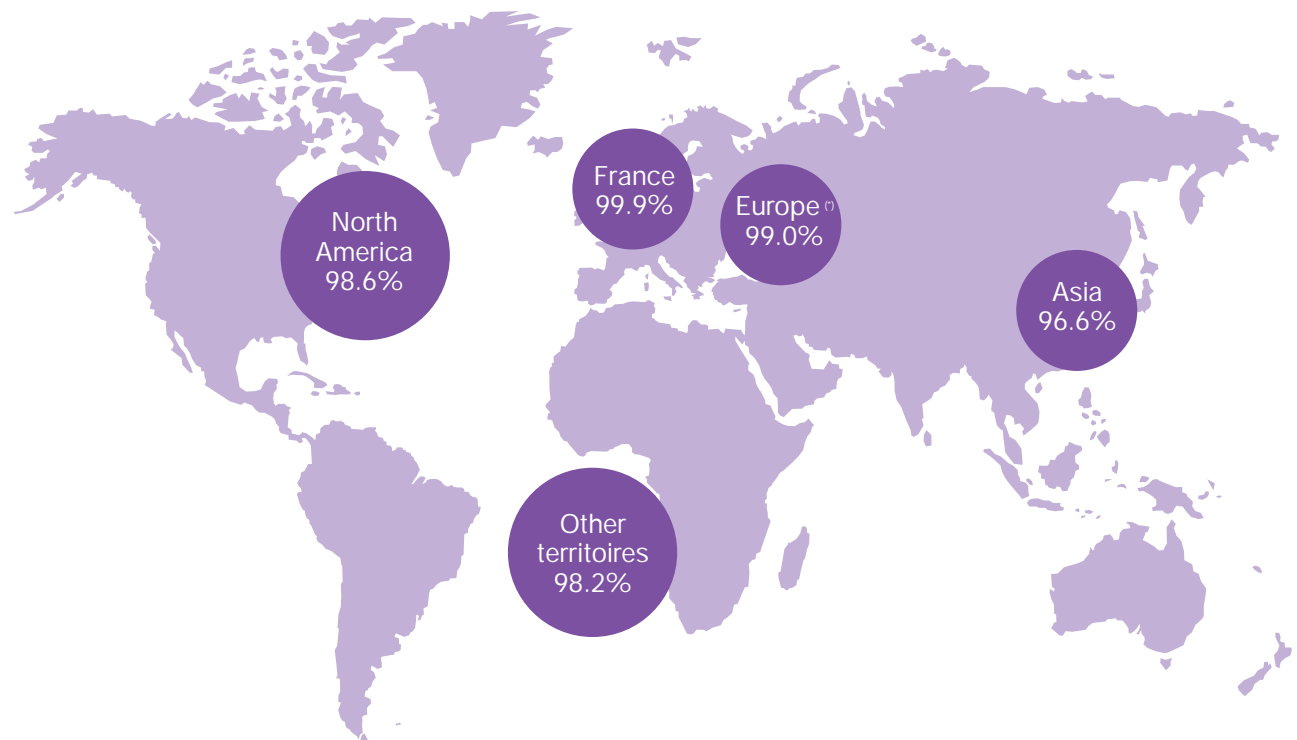 France
99.9%
Europe (*)
99.0%
North
America
98.6%
Asia
96.6%
Other
territoires
98.2%